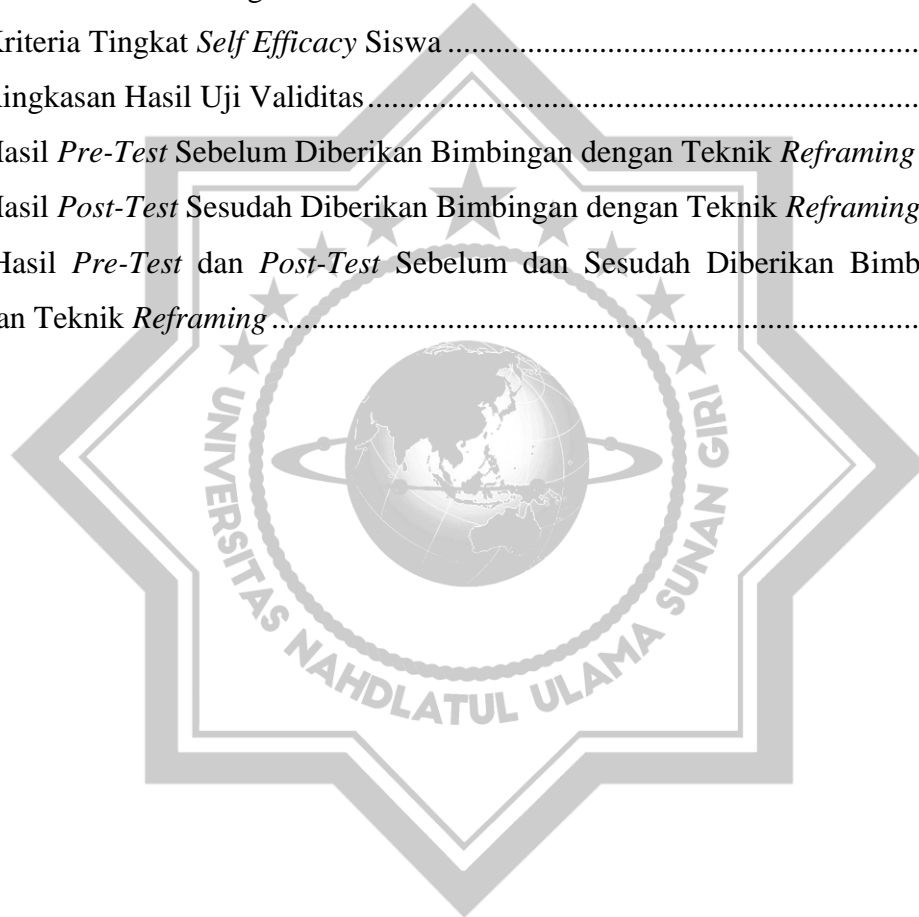 Kriteria Tingkat Self Efficacy Siswa
Ringkasan Hasil Uji Validitas
Hasil Pre-Test Sebelum Diberikan Bimbingan dengan Teknik Reframing
Hasil Post-Test Sesudah Diberikan Bimbingan dengan Teknik Reframing
Hasil Pre-Test dan Post-Test Sebelum dan Sesudah Diberikan Bimb
an Teknik Reframing
UNIVERSITAS NAHDLATUL ULAMA SUNAN GIRI